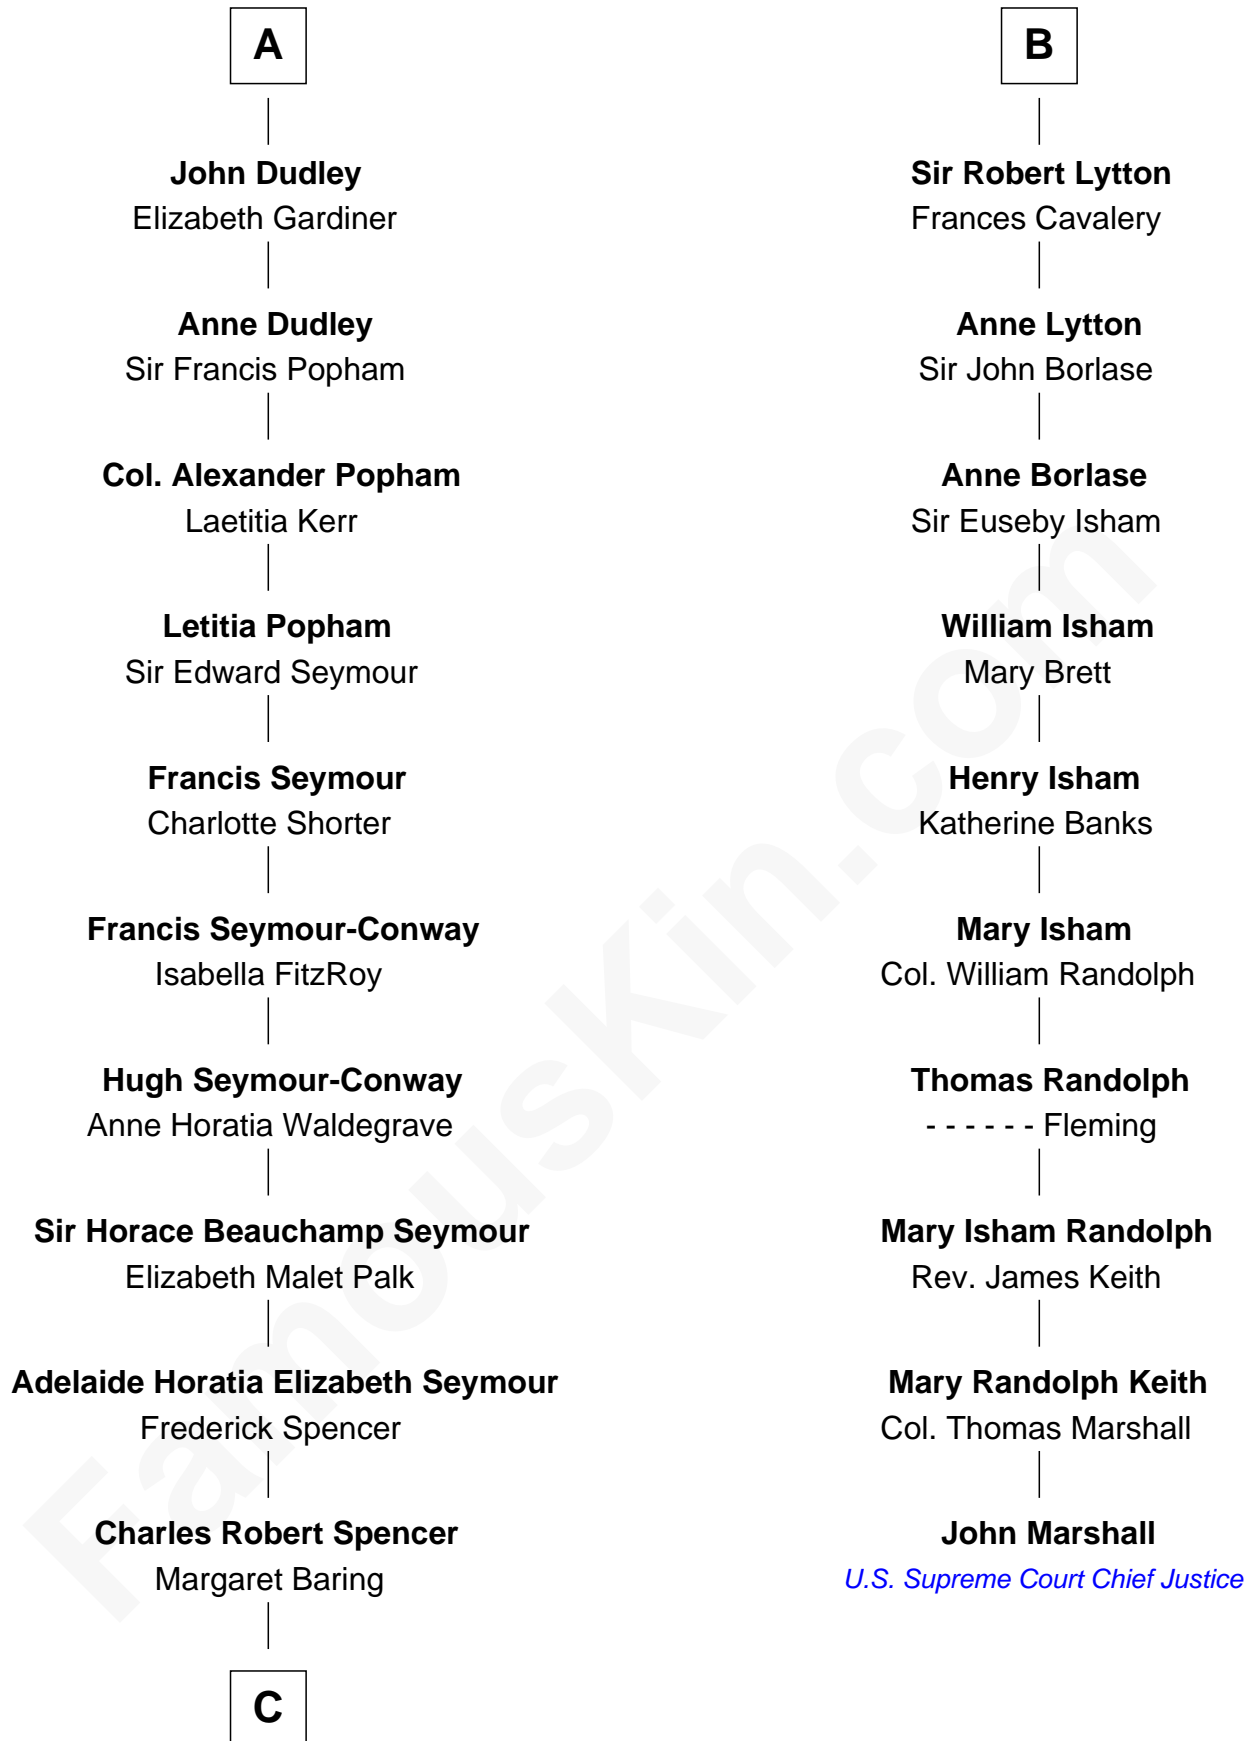 A
John Dudley
Elizabeth Gardiner
Anne Dudley
Sir Francis Popham
Col. Alexander Popham
Laetitia Kerr
Letitia Popham
Sir Edward Seymour
Francis Seymour
Charlotte Shorter
Francis Seymour-Conway
Isabella FitzRoy
Hugh Seymour-Conway
Anne Horatia Waldegrave
Sir Horace Beauchamp Seymour
Elizabeth Malet Palk
Adelaide Horatia Elizabeth Seymour
Frederick Spencer
Charles Robert Spencer
Margaret Baring
C
B
Sir Robert Lytton
Frances Cavalery
Anne Lytton
Sir John Borlase
Anne Borlase
Sir Euseby Isham
William Isham
Mary Brett
Henry Isham
Katherine Banks
Mary Isham
Col. William Randolph
Thomas Randolph
- - - - - - Fleming
Mary Isham Randolph
Rev. James Keith
Mary Randolph Keith
Col. Thomas Marshall
John Marshall
U.S. Supreme Court Chief Justice
FamousKin.com